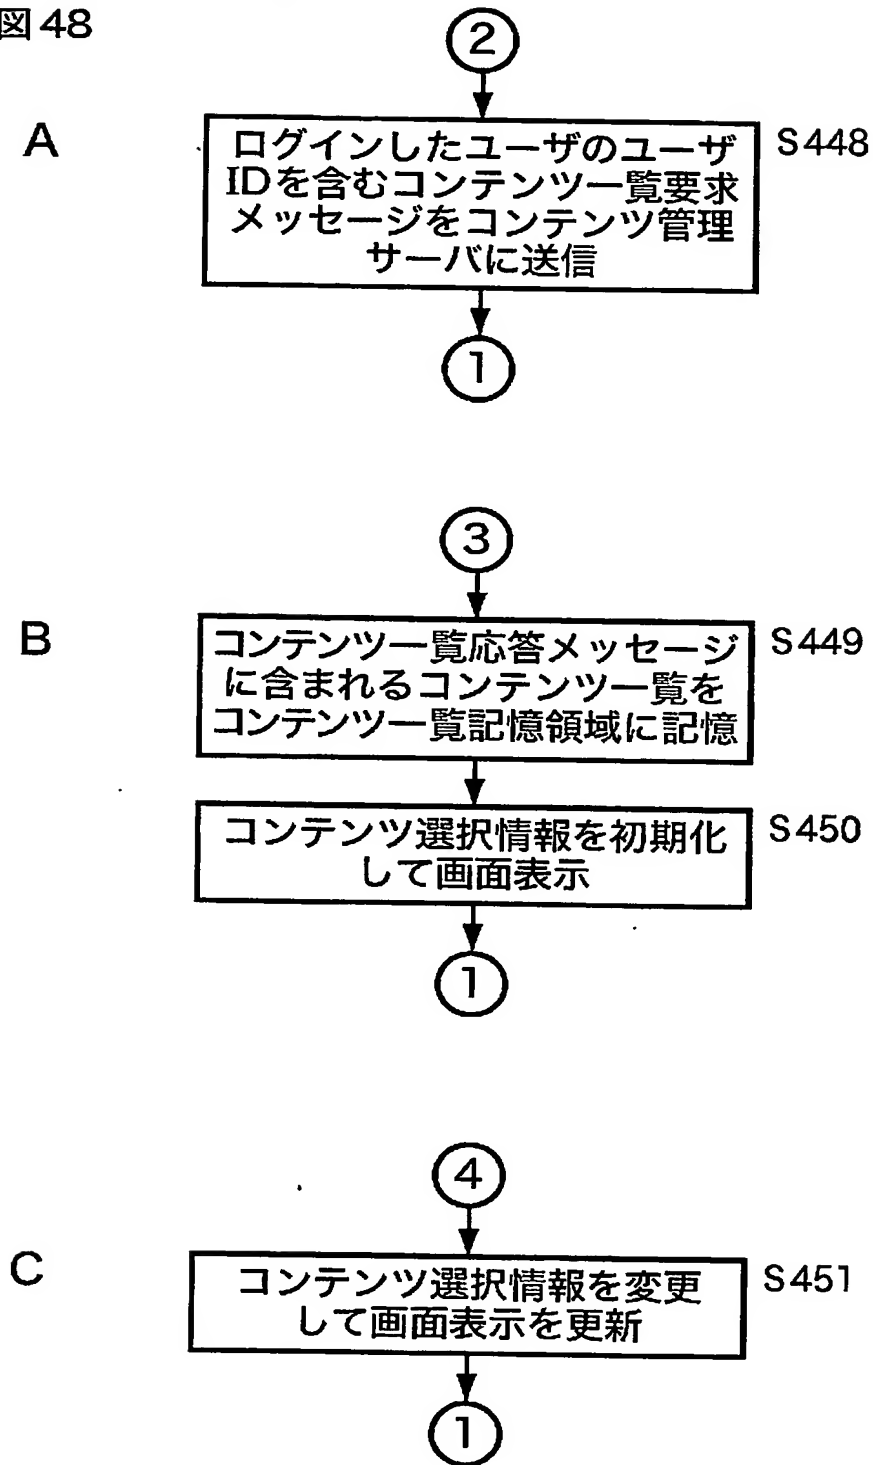 図48
②
A
ログインしたユーザのユーザ
IDを含むコンテンツ一覧要求
メッセージをコンテンツ管理
サーバに送信
S448
①
③
B
コンテンツ一覧応答メッセージ
に含まれるコンテンツ一覧を
コンテンツ一覧記憶領域に記憶
S449
コンテンツ選択情報を初期化
して画面表示
S450
①
④
C
コンテンツ選択情報を変更
して画面表示を更新
S451
①